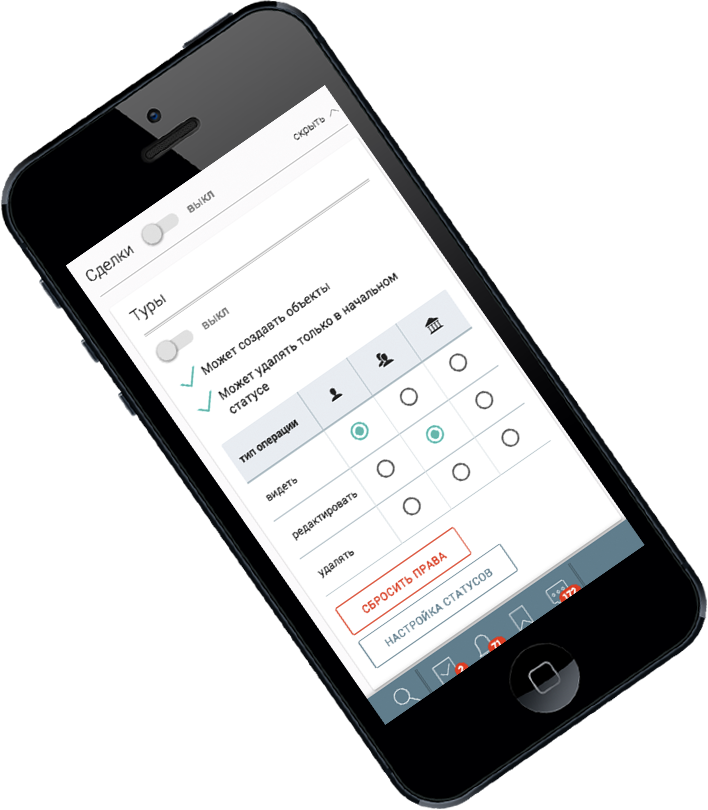 скрыть
Сделки
выкл
Туры
выкл
Может создавть объекты
Может удалять только в начальном
статусе
тип операции
видеть
редактировать
удалять
СБРОСИТЬ ПРАВА
НАСТРОЙКА СТАТУСОВ
2
71
172